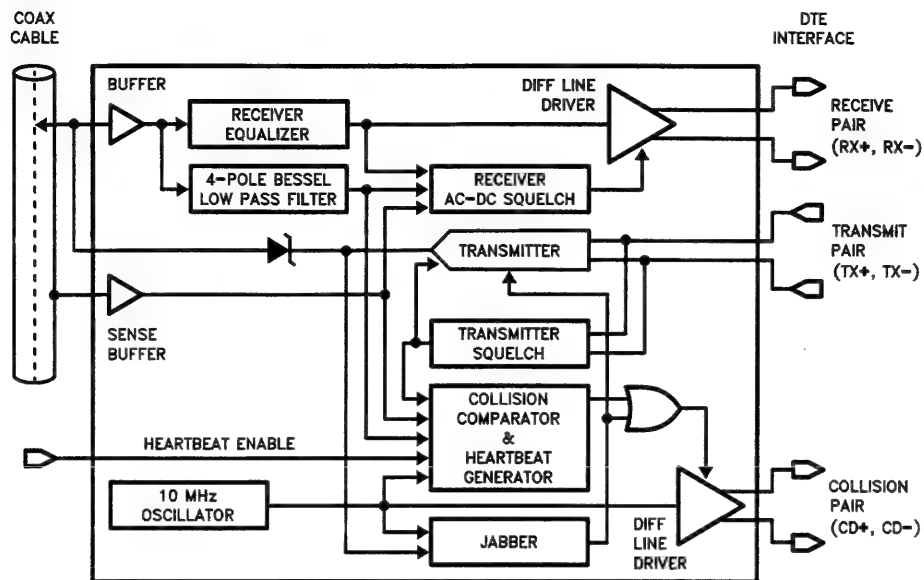 COAX
CABLE
DTE
INTERFACE
BUFFER
RECEIVER
EQUALIZER
DIFF LINE
DRIVER
RECEIVE
PAIR
(RX+, RX−)
4-POLE BESSEL
LOW PASS FILTER
RECEIVER
AC-DC SQUELCH
TRANSMITTER
TRANSMIT
PAIR
(TX+, TX−)
SENSE
BUFFER
TRANSMITTER
SQUELCH
COLLISION
COMPARATOR
&
HEARTBEAT
GENERATOR
HEARTBEAT ENABLE
10 MHz
OSCILLATOR
JABBER
DIFF
LINE
DRIVER
COLLISION
PAIR
(CD+, CD−)